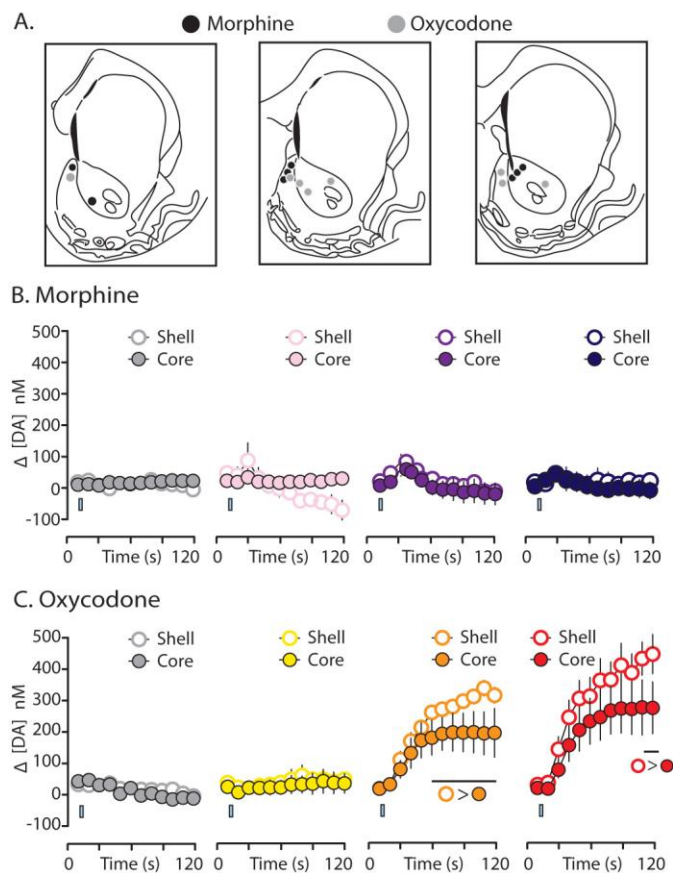 A. Morphine Oxycodone
B. Morphine
500
400
300
200
100
0
-100
Δ [DA] nM
Shell
Core
Shell
Core
Shell
Core
Shell
Core
0 Time (s) 120
0 Time (s) 120
0 Time (s) 120
0 Time (s) 120
C. Oxycodone
500
400
300
200
100
0
-100
Δ [DA] nM
Shell
Core
Shell
Core
Shell
Core
Shell
Core
>
>
0 Time (s) 120
0 Time (s) 120
0 Time (s) 120
0 Time (s) 120